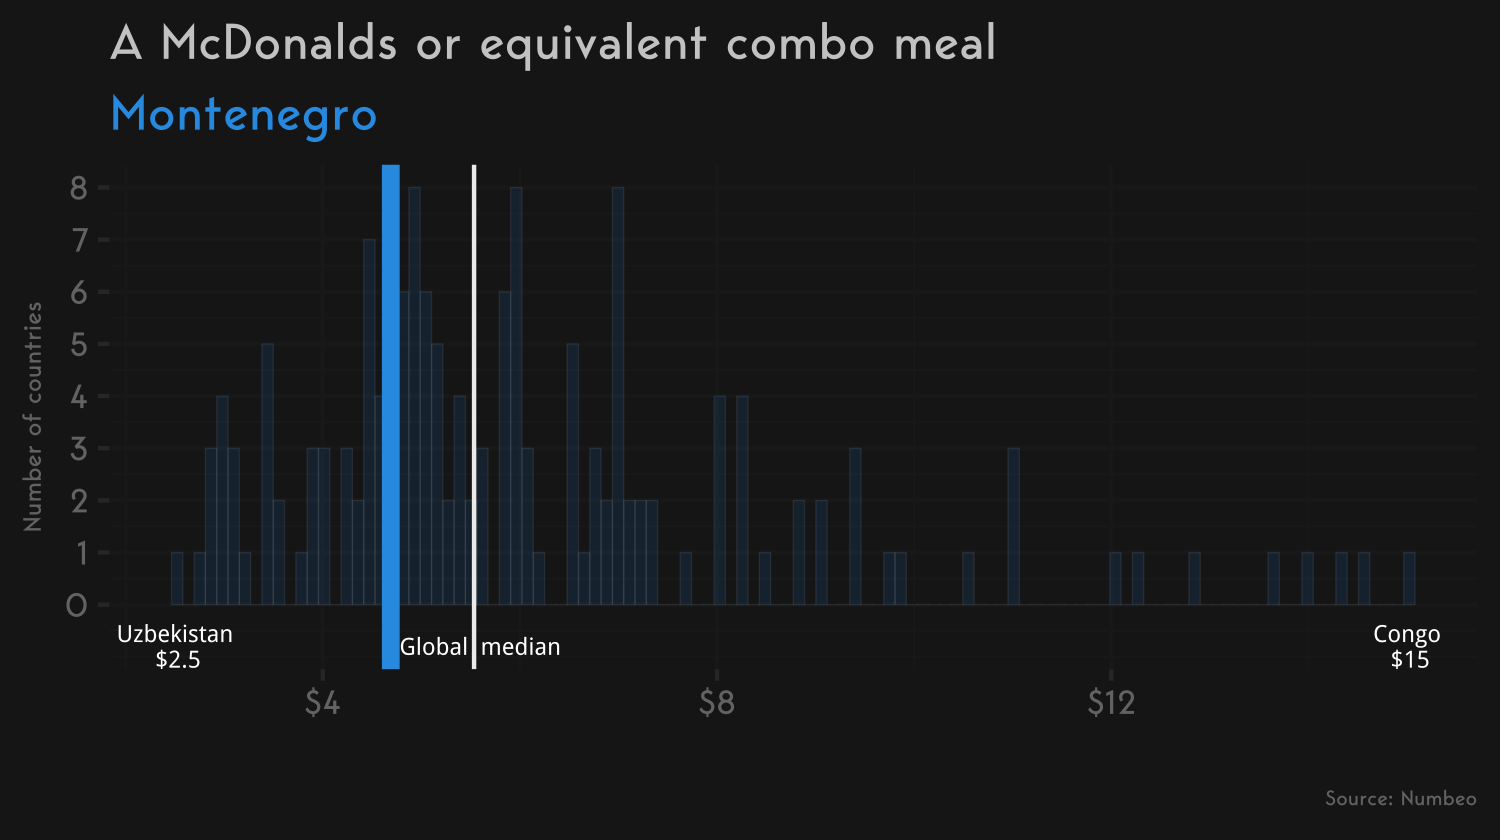 A McDonalds or equivalent combo meal
Montenegro
8
7
6
5
4
3
2
1
0
Number of countries
Uzbekistan
$2.5
Global median
Congo
$15
$4
$8
$12
Source: Numbeo